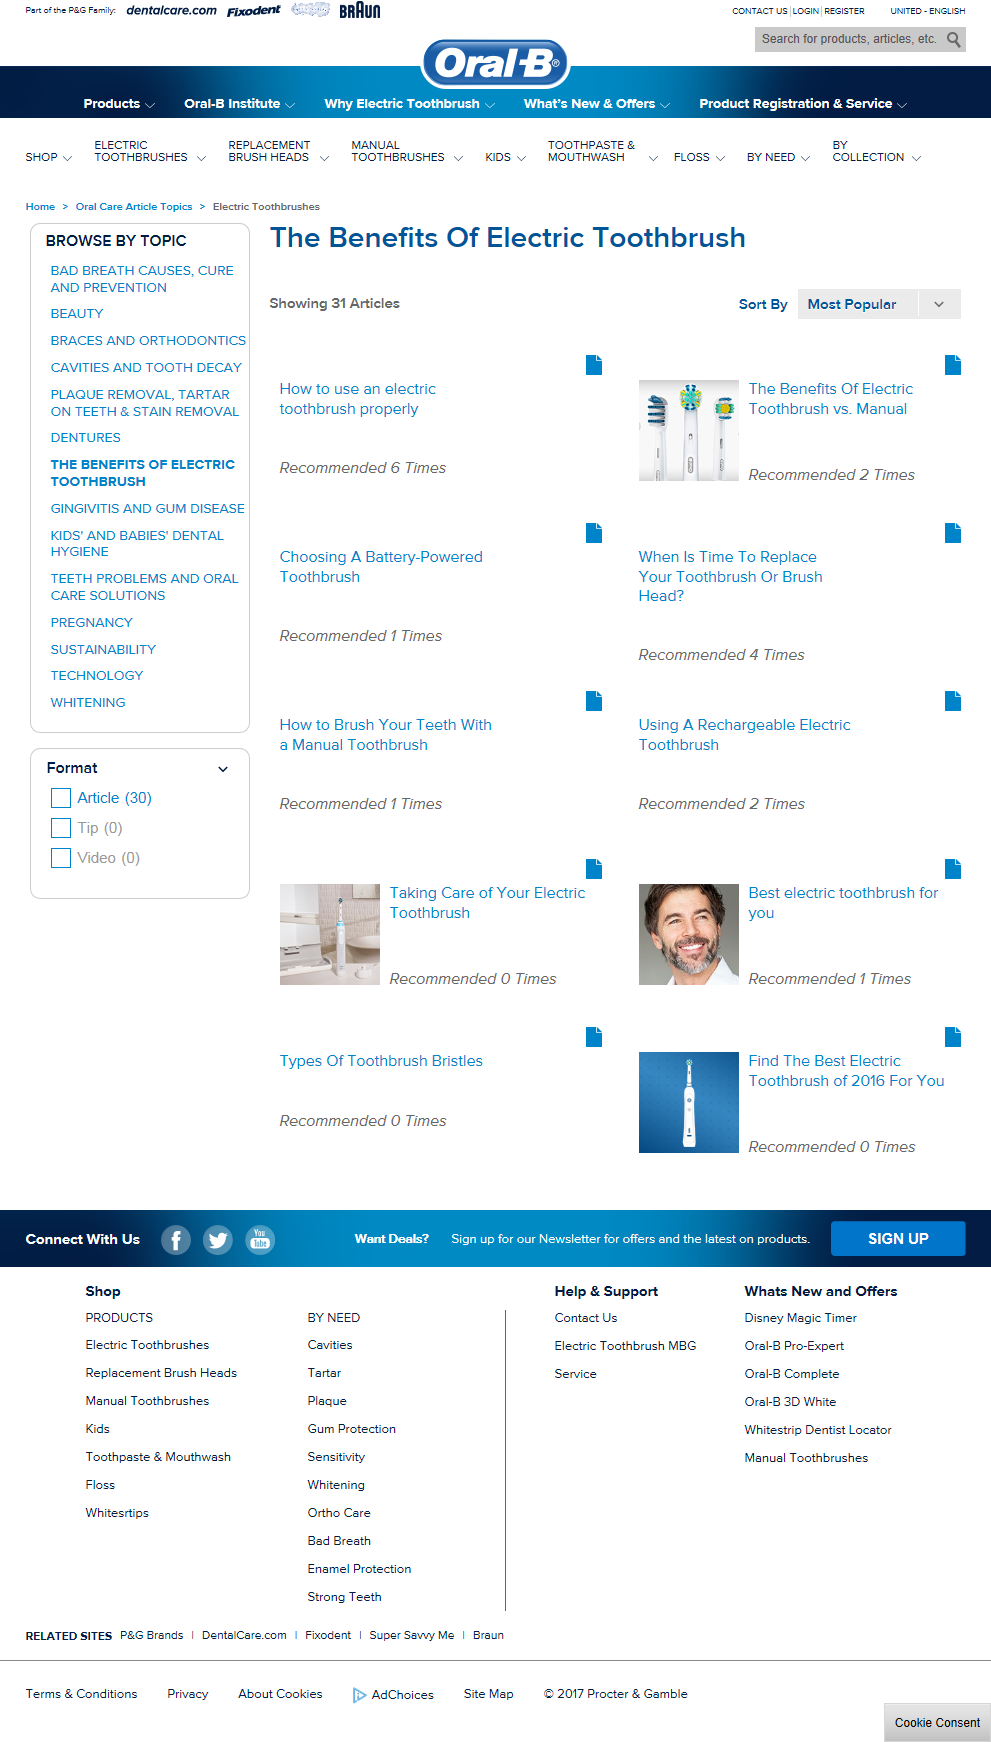 Part of the P&G Family: dentalcare.com Fixodent BRAUN
CONTACT US | LOGIN | REGISTER UNITED - ENGLISH
Search for products, articles, etc.
Oral-B®
Products Oral-B Institute Why Electric Toothbrush What's New & Offers Product Registration & Service
SHOP
ELECTRIC
TOOTHBRUSHES
REPLACEMENT
BRUSH HEADS
MANUAL
TOOTHBRUSHES
KIDS
TOOTHPASTE &
MOUTHWASH
FLOSS
BY NEED
BY
COLLECTION
Home > Oral Care Article Topics > Electric Toothbrushes
BROWSE BY TOPIC
BAD BREATH CAUSES, CURE
AND PREVENTION
BEAUTY
BRACES AND ORTHODONTICS
CAVITIES AND TOOTH DECAY
PLAQUE REMOVAL, TARTAR
ON TEETH & STAIN REMOVAL
DENTURES
THE BENEFITS OF ELECTRIC
TOOTHBRUSH
GINGIVITIS AND GUM DISEASE
KIDS' AND BABIES' DENTAL
HYGIENE
TEETH PROBLEMS AND ORAL
CARE SOLUTIONS
PREGNANCY
SUSTAINABILITY
TECHNOLOGY
WHITENING
Format
Article (30)
Tip (0)
Video (0)
The Benefits Of Electric Toothbrush
Showing 31 Articles
Sort By Most Popular
How to use an electric
toothbrush properly
Recommended 6 Times
The Benefits Of Electric
Toothbrush vs. Manual
Recommended 2 Times
Choosing A Battery-Powered
Toothbrush
Recommended 1 Times
When Is Time To Replace
Your Toothbrush Or Brush
Head?
Recommended 4 Times
How to Brush Your Teeth With
a Manual Toothbrush
Recommended 1 Times
Using A Rechargeable Electric
Toothbrush
Recommended 2 Times
Taking Care of Your Electric
Toothbrush
Recommended 0 Times
Best electric toothbrush for
you
Recommended 1 Times
Types Of Toothbrush Bristles
Recommended 0 Times
Find The Best Electric
Toothbrush of 2016 For You
Recommended 0 Times
Connect With Us
You
Tube
Want Deals? Sign up for our Newsletter for offers and the latest on products. SIGN UP
Shop
PRODUCTS
Electric Toothbrushes
Replacement Brush Heads
Manual Toothbrushes
Kids
Toothpaste & Mouthwash
Floss
Whitesrtips
BY NEED
Cavities
Tartar
Plaque
Gum Protection
Sensitivity
Whitening
Ortho Care
Bad Breath
Enamel Protection
Strong Teeth
Help & Support
Contact Us
Electric Toothbrush MBG
Service
Whats New and Offers
Disney Magic Timer
Oral-B Pro-Expert
Oral-B Complete
Oral-B 3D White
Whitestrip Dentist Locator
Manual Toothbrushes
RELATED SITES P&G Brands | DentalCare.com | Fixodent | Super Savvy Me | Braun
Terms & Conditions Privacy About Cookies AdChoices Site Map © 2017 Procter & Gamble
Cookie Consent